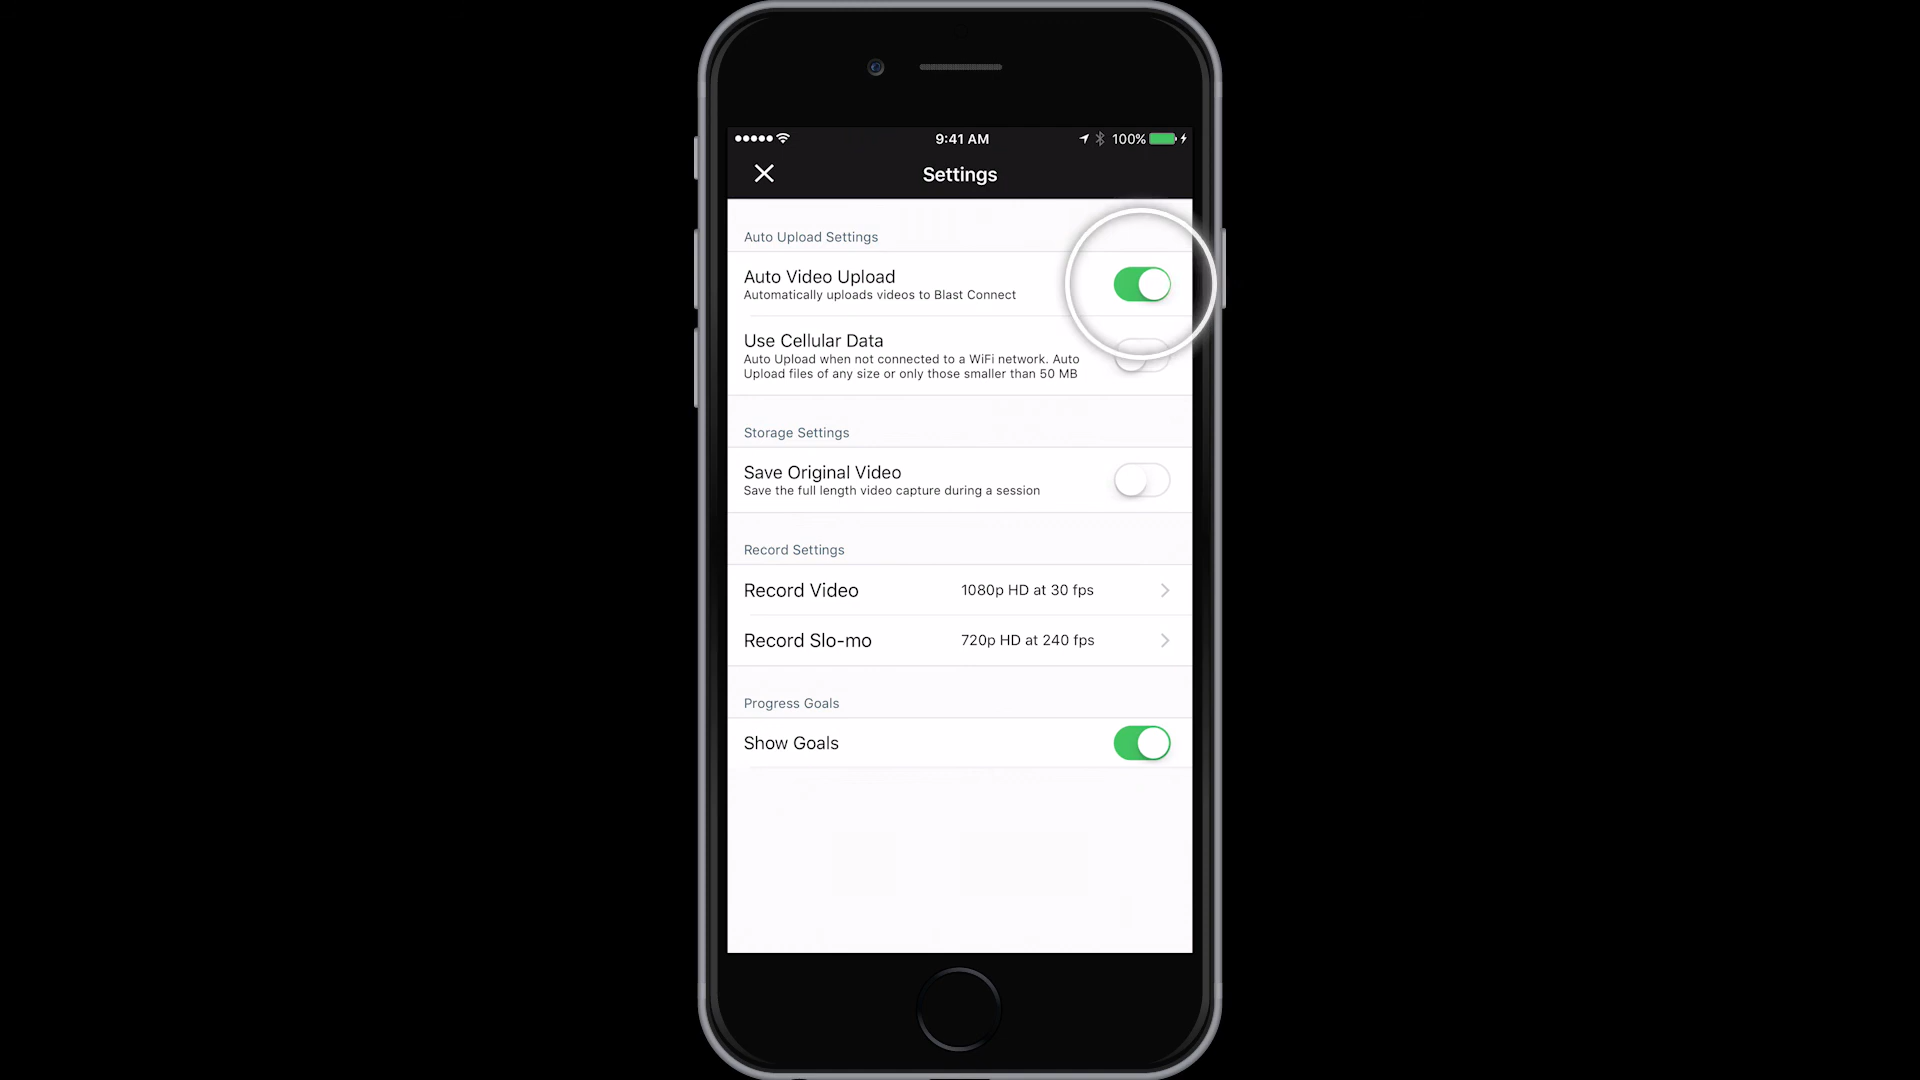 9:41 AM
100%
Settings
Auto Upload Settings
Auto Video Upload
Automatically uploads videos to Blast Connect
Use Cellular Data
Auto Upload when not connected to a WiFi network. Auto
Upload files of any size or only those smaller than 50 MB
Storage Settings
Save Original Video
Save the full length video capture during a session
Record Settings
Record Video 1080p HD at 30 fps
Record Slo-mo 720p HD at 240 fps
Progress Goals
Show Goals